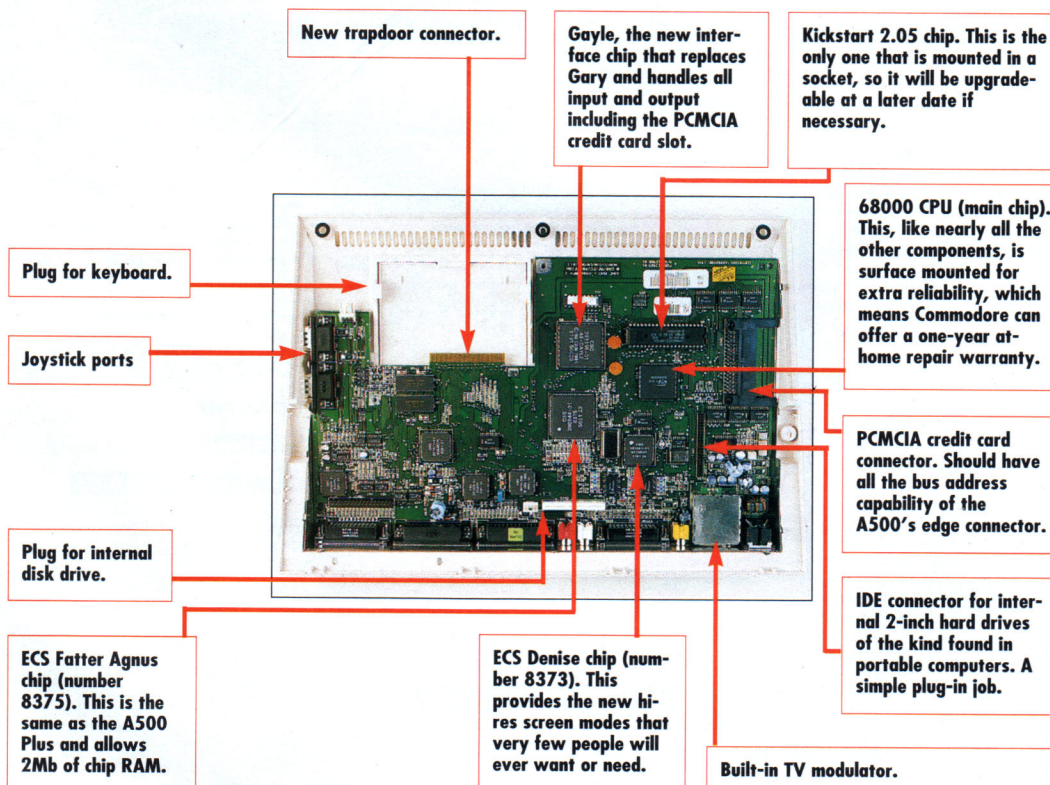 New trapdoor connector.
Gayle, the new inter-
face chip that replaces
Gary and handles all
input and output
including the PCMCIA
credit card slot.
Kickstart 2.05 chip. This is the
only one that is mounted in a
socket, so it will be upgrade-
able at a later date if
necessary.
68000 CPU (main chip).
This, like nearly all the
other components, is
surface mounted for
extra reliability, which
means Commodore can
offer a one-year at-
home repair warranty.
Plug for keyboard.
Joystick ports
PCMCIA credit card
connector. Should have
all the bus address
capability of the
A500's edge connector.
Plug for internal
disk drive.
IDE connector for inter-
nal 2-inch hard drives
of the kind found in
portable computers. A
simple plug-in job.
ECS Fatter Agnus
chip (number
8375). This is the
same as the A500
Plus and allows
2Mb of chip RAM.
ECS Denise chip (num-
ber 8373). This
provides the new hi-
res screen modes that
very few people will
ever want or need.
Built-in TV modulator.